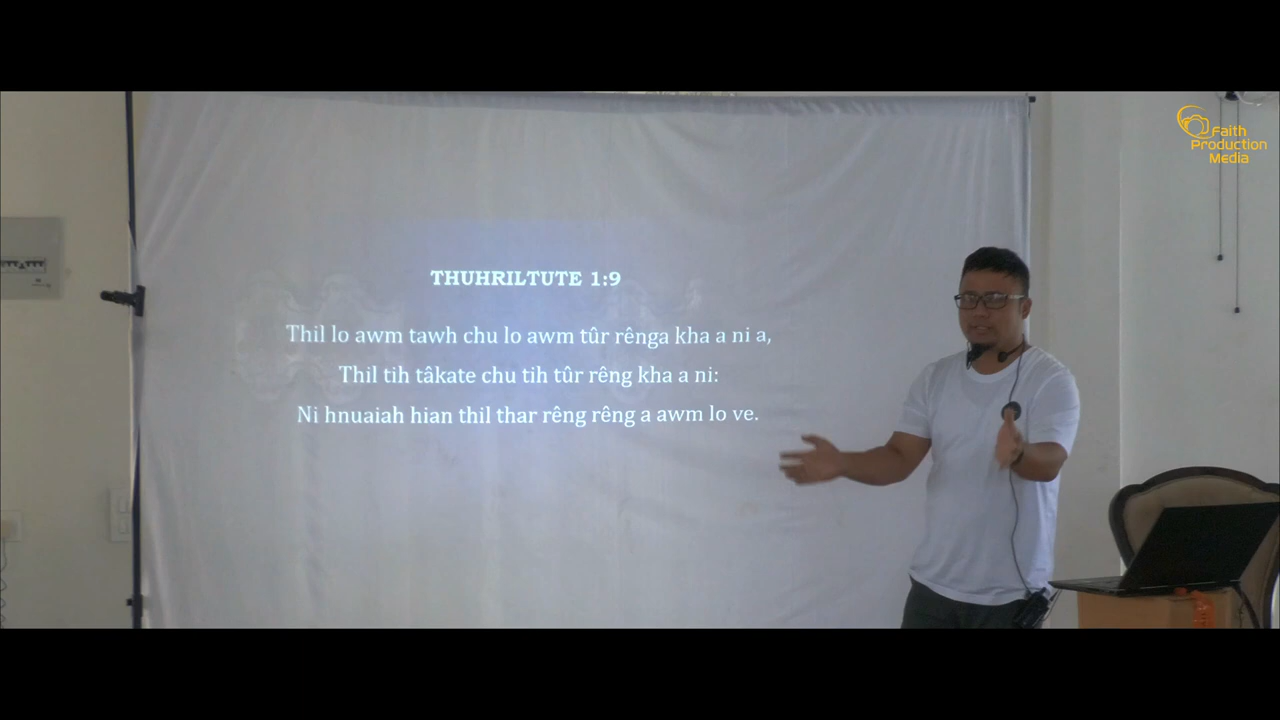 THUHRILTUTE 1:9
Thil lo awm tawh chu lo awm tûr rênga kha a ni a,
Thil tih tâkate chu tih tûr rêng kha a ni:
Ni hnuaiah hian thil thar rêng rêng a awm lo ve.
Faith
Production
Media